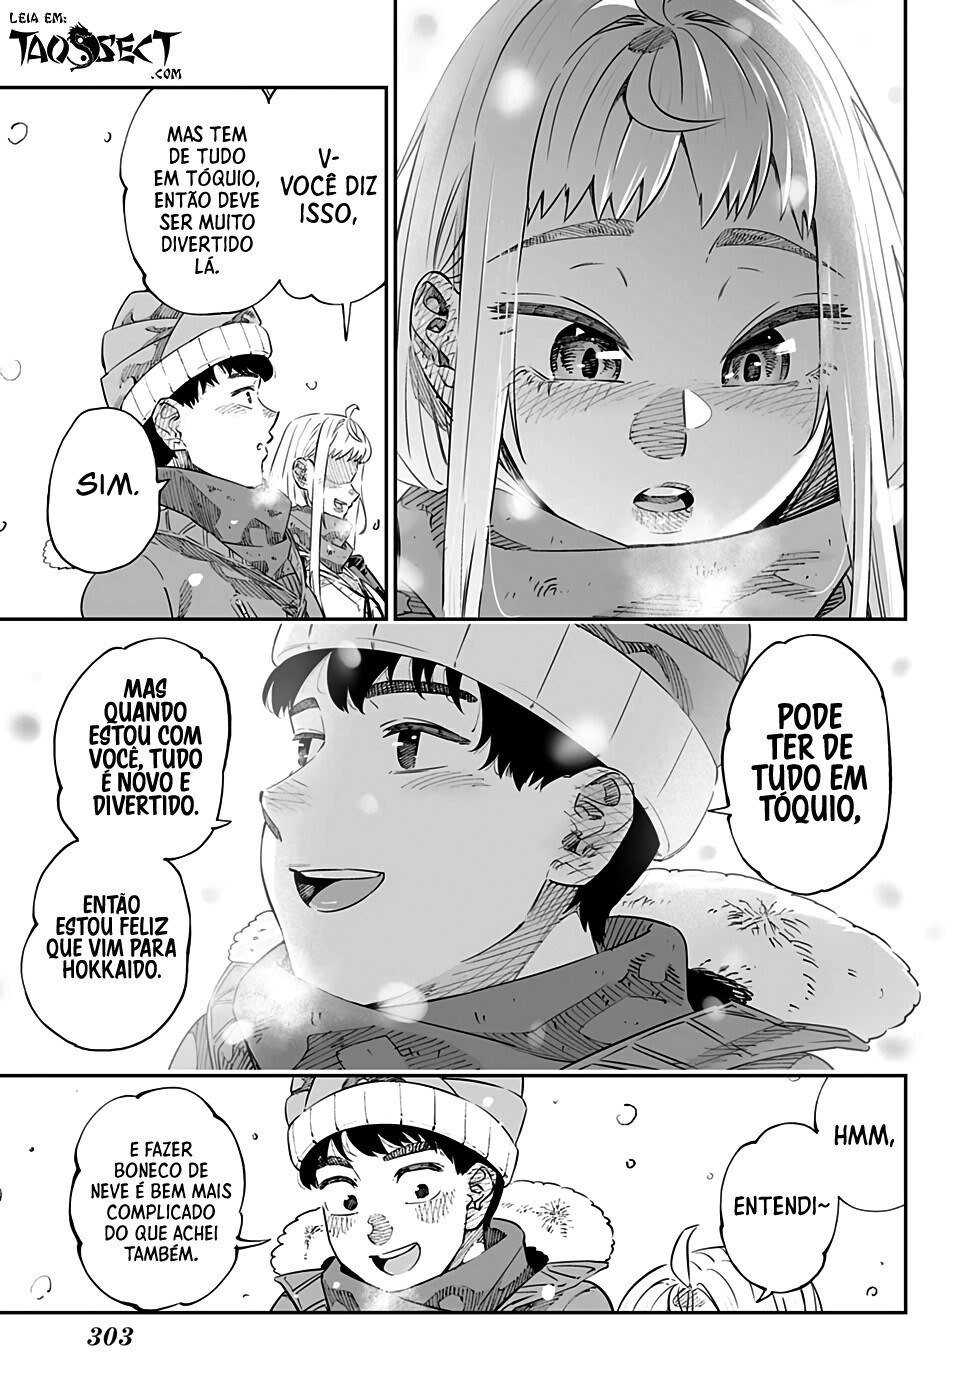 LEIA EM:
TAOSSECT
.COM
V-
VOCÊ DIZ
ISSO,
MAS TEM
DE TUDO
EM TÓQUIO,
ENTÃO DEVE
SER MUITO
DIVERTIDO
LÁ.
SIM.
PODE
TER DE
TUDO EM
TÓQUIO,
MAS
QUANDO
ESTOU COM
VOCÊ, TUDO
É NOVO E
DIVERTIDO.
ENTÃO
ESTOU FELIZ
QUE VIM PARA
HOKKAIDO.
HMM,
ENTENDI~
E FAZER
BONECO DE
NEVE É BEM MAIS
COMPLICADO
DO QUE ACHEI
TAMBÉM.
303